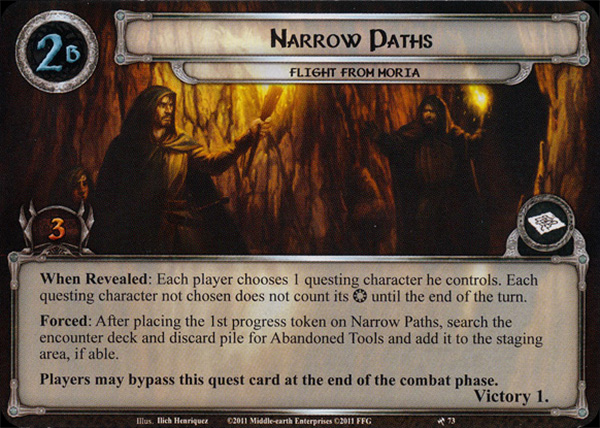 2B
NARROW PATHS
FLIGHT FROM MORIA
3
When Revealed: Each player chooses 1 questing character he controls. Each
questing character not chosen does not count its until the end of the turn.
Forced: After placing the 1st progress token on Narrow Paths, search the
encounter deck and discard pile for Abandoned Tools and add it to the staging
area, if able.
Players may bypass this quest card at the end of the combat phase.
Victory 1.
Illus. Ilich Henriquez ©2011 Middle-earth Enterprises ©2011 FFG 73